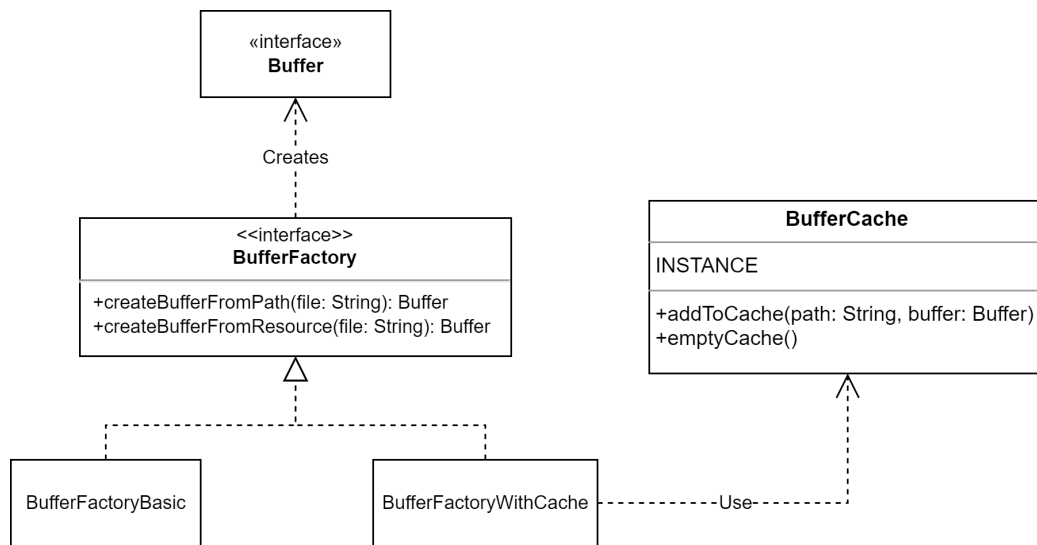 «interface»
Buffer
Creates
<<interface>>
BufferFactory
+createBufferFromPath(file: String): Buffer
+createBufferFromResource(file: String): Buffer
BufferCache
INSTANCE
+addToCache(path: String, buffer: Buffer)
+emptyCache()
BufferFactoryBasic
BufferFactoryWithCache
Use